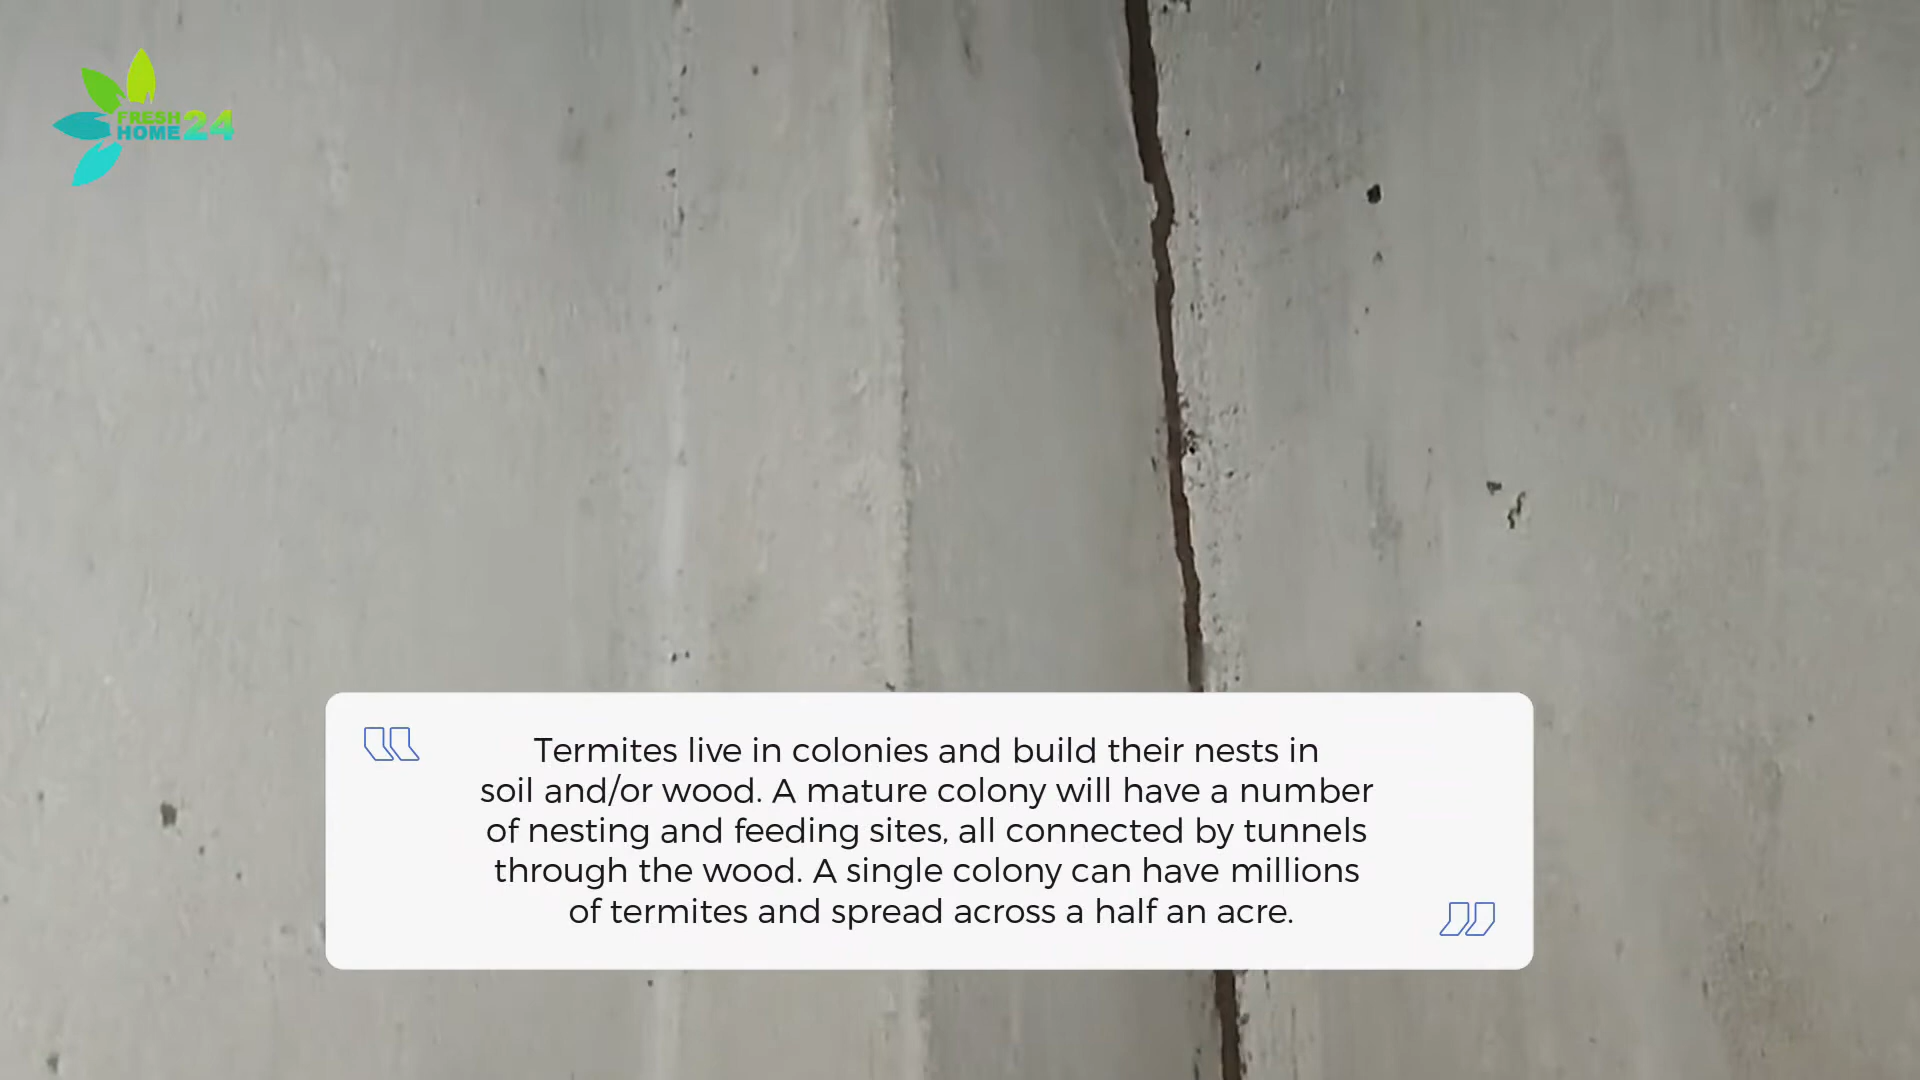 FRESH
HOME 24
Termites live in colonies and build their nests in
soil and/or wood. A mature colony will have a number
of nesting and feeding sites, all connected by tunnels
through the wood. A single colony can have millions
of termites and spread across a half an acre.